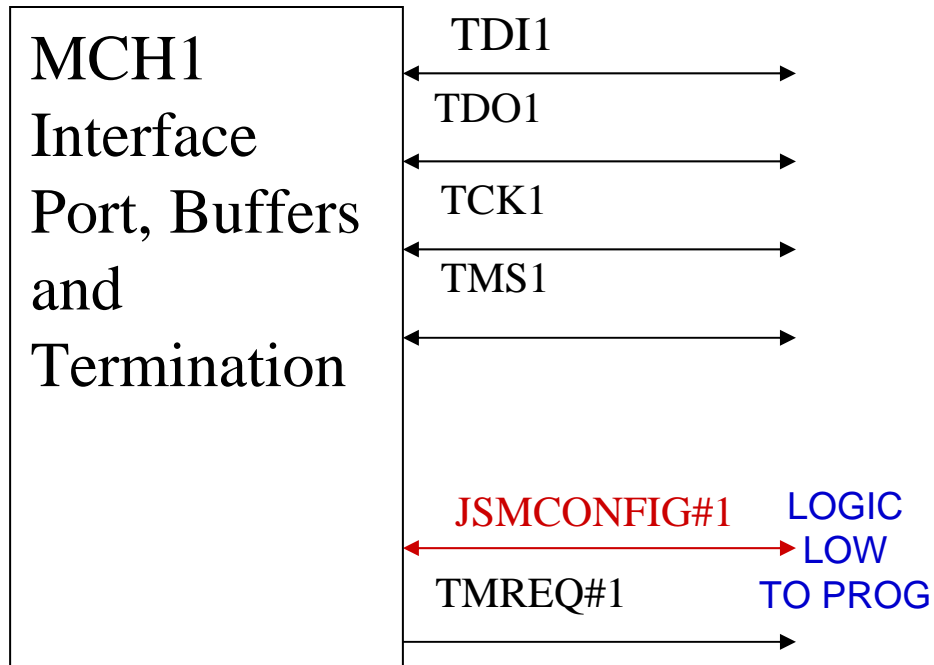 MCH1
Interface
Port, Buffers
and
Termination
TDI1
TDO1
TCK1
TMS1
JSMCONFIG#1
LOGIC
LOW
TO PROG
TMREQ#1